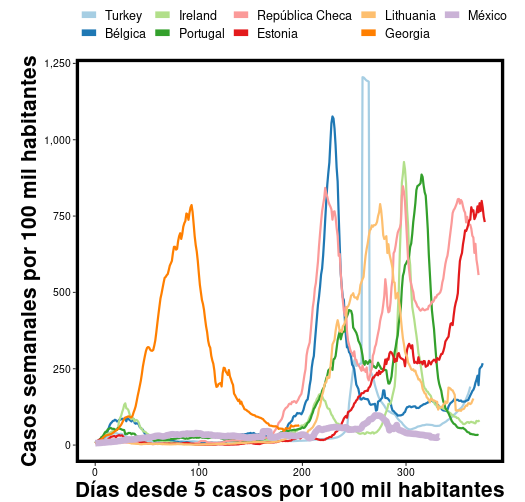 Turkey Ireland República Checa Lithuania México
Bélgica Portugal Estonia Georgia
Casos semanales por 100 mil habitantes
1,250
1,000
750
500
250
0
0 100 200 300
Días desde 5 casos por 100 mil habitantes